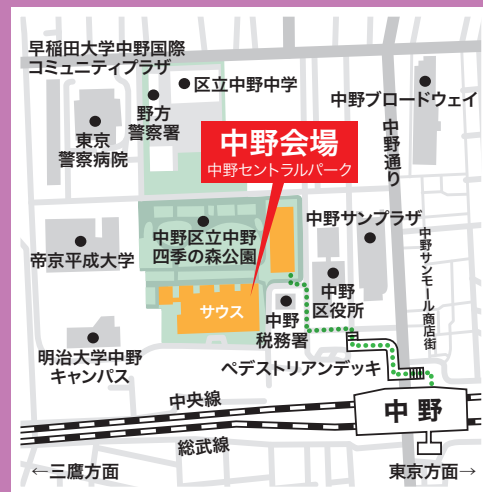 早稲田大学中野国際
コミュニティプラザ
区立中野中学
野方
警察署
中野ブロードウェイ
東京
警察病院
中野会場
中野セントラルパーク
中野通り
中野区立中野
四季の森公園
中野サンプラザ
中野サンモール商店街
帝京平成大学
サウス
中野
区役所
中野
税務署
明治大学中野
キャンパス
ペデストリアンデッキ
中央線
中野
総武線
←三鷹方面
東京方面→